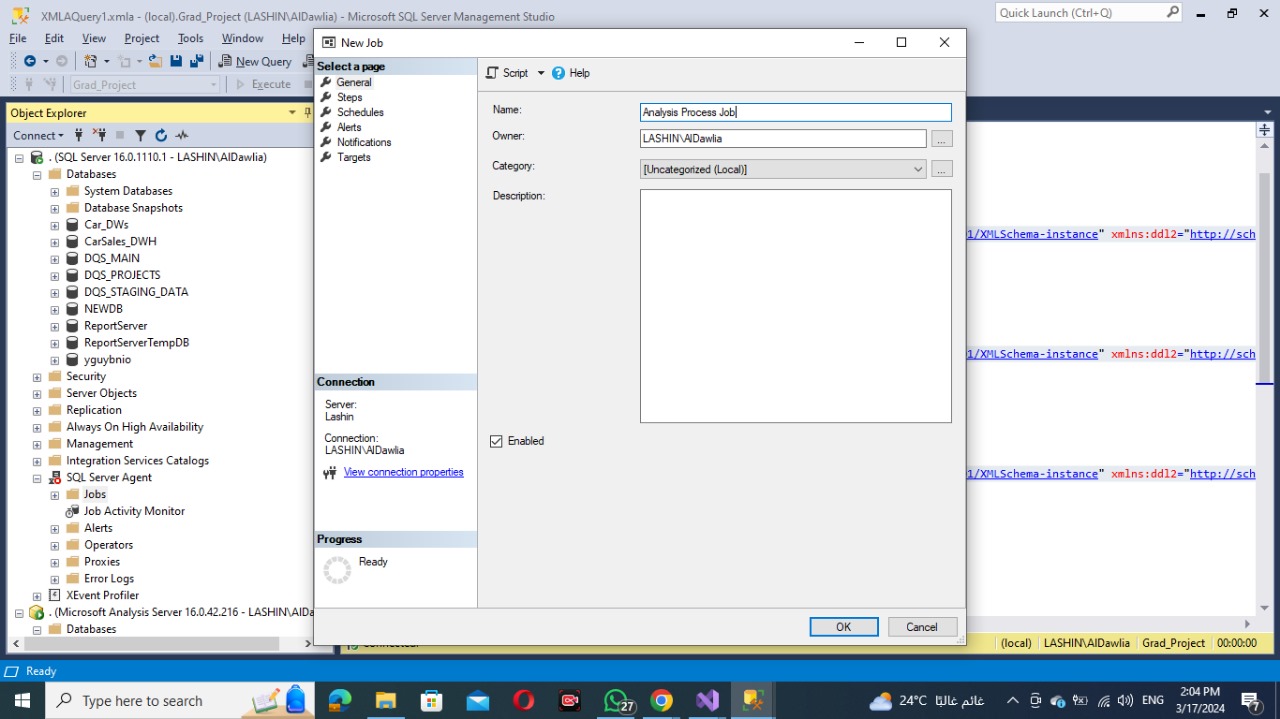 XMLAQuery1.xmla - (local).Grad_Project (LASHIN\AlDawlia) - Microsoft SQL Server Management Studio
Quick Launch (Ctrl+Q)
File Edit View Project Tools Window Help
New Query
Grad_Project
Execute
Object Explorer
Connect
. (SQL Server 16.0.1110.1 - LASHIN\AlDawlia)
Databases
System Databases
Database Snapshots
Car_DWs
CarSales_DWH
DQS_MAIN
DQS_PROJECTS
DQS_STAGING_DATA
NEWDB
ReportServer
ReportServerTempDB
yguybnio
Security
Server Objects
Replication
Always On High Availability
Management
Integration Services Catalogs
SQL Server Agent
Jobs
Job Activity Monitor
Alerts
Operators
Proxies
Error Logs
XEvent Profiler
. (Microsoft Analysis Server 16.0.42.216 - LASHIN\AlDa
Databases
New Job
Select a page
General
Steps
Schedules
Alerts
Notifications
Targets
Connection
Server:
Lashin
Connection:
LASHIN\AlDawlia
View connection properties
Progress
Ready
Script
Help
Name:
Analysis Process Job
Owner:
LASHIN\AlDawlia
...
Category:
[Uncategorized (Local)]
...
Description:
Enabled
OK
Cancel
1/XMLSchema-instance" xmlns:ddl2="http://sch
1/XMLSchema-instance" xmlns:ddl2="http://sch
1/XMLSchema-instance" xmlns:ddl2="http://sch
(local) LASHIN\AlDawlia Grad_Project 00:00:00
Ready
Type here to search
27
24°C غائم غالبًا
ENG
2:04 PM
3/17/2024
7